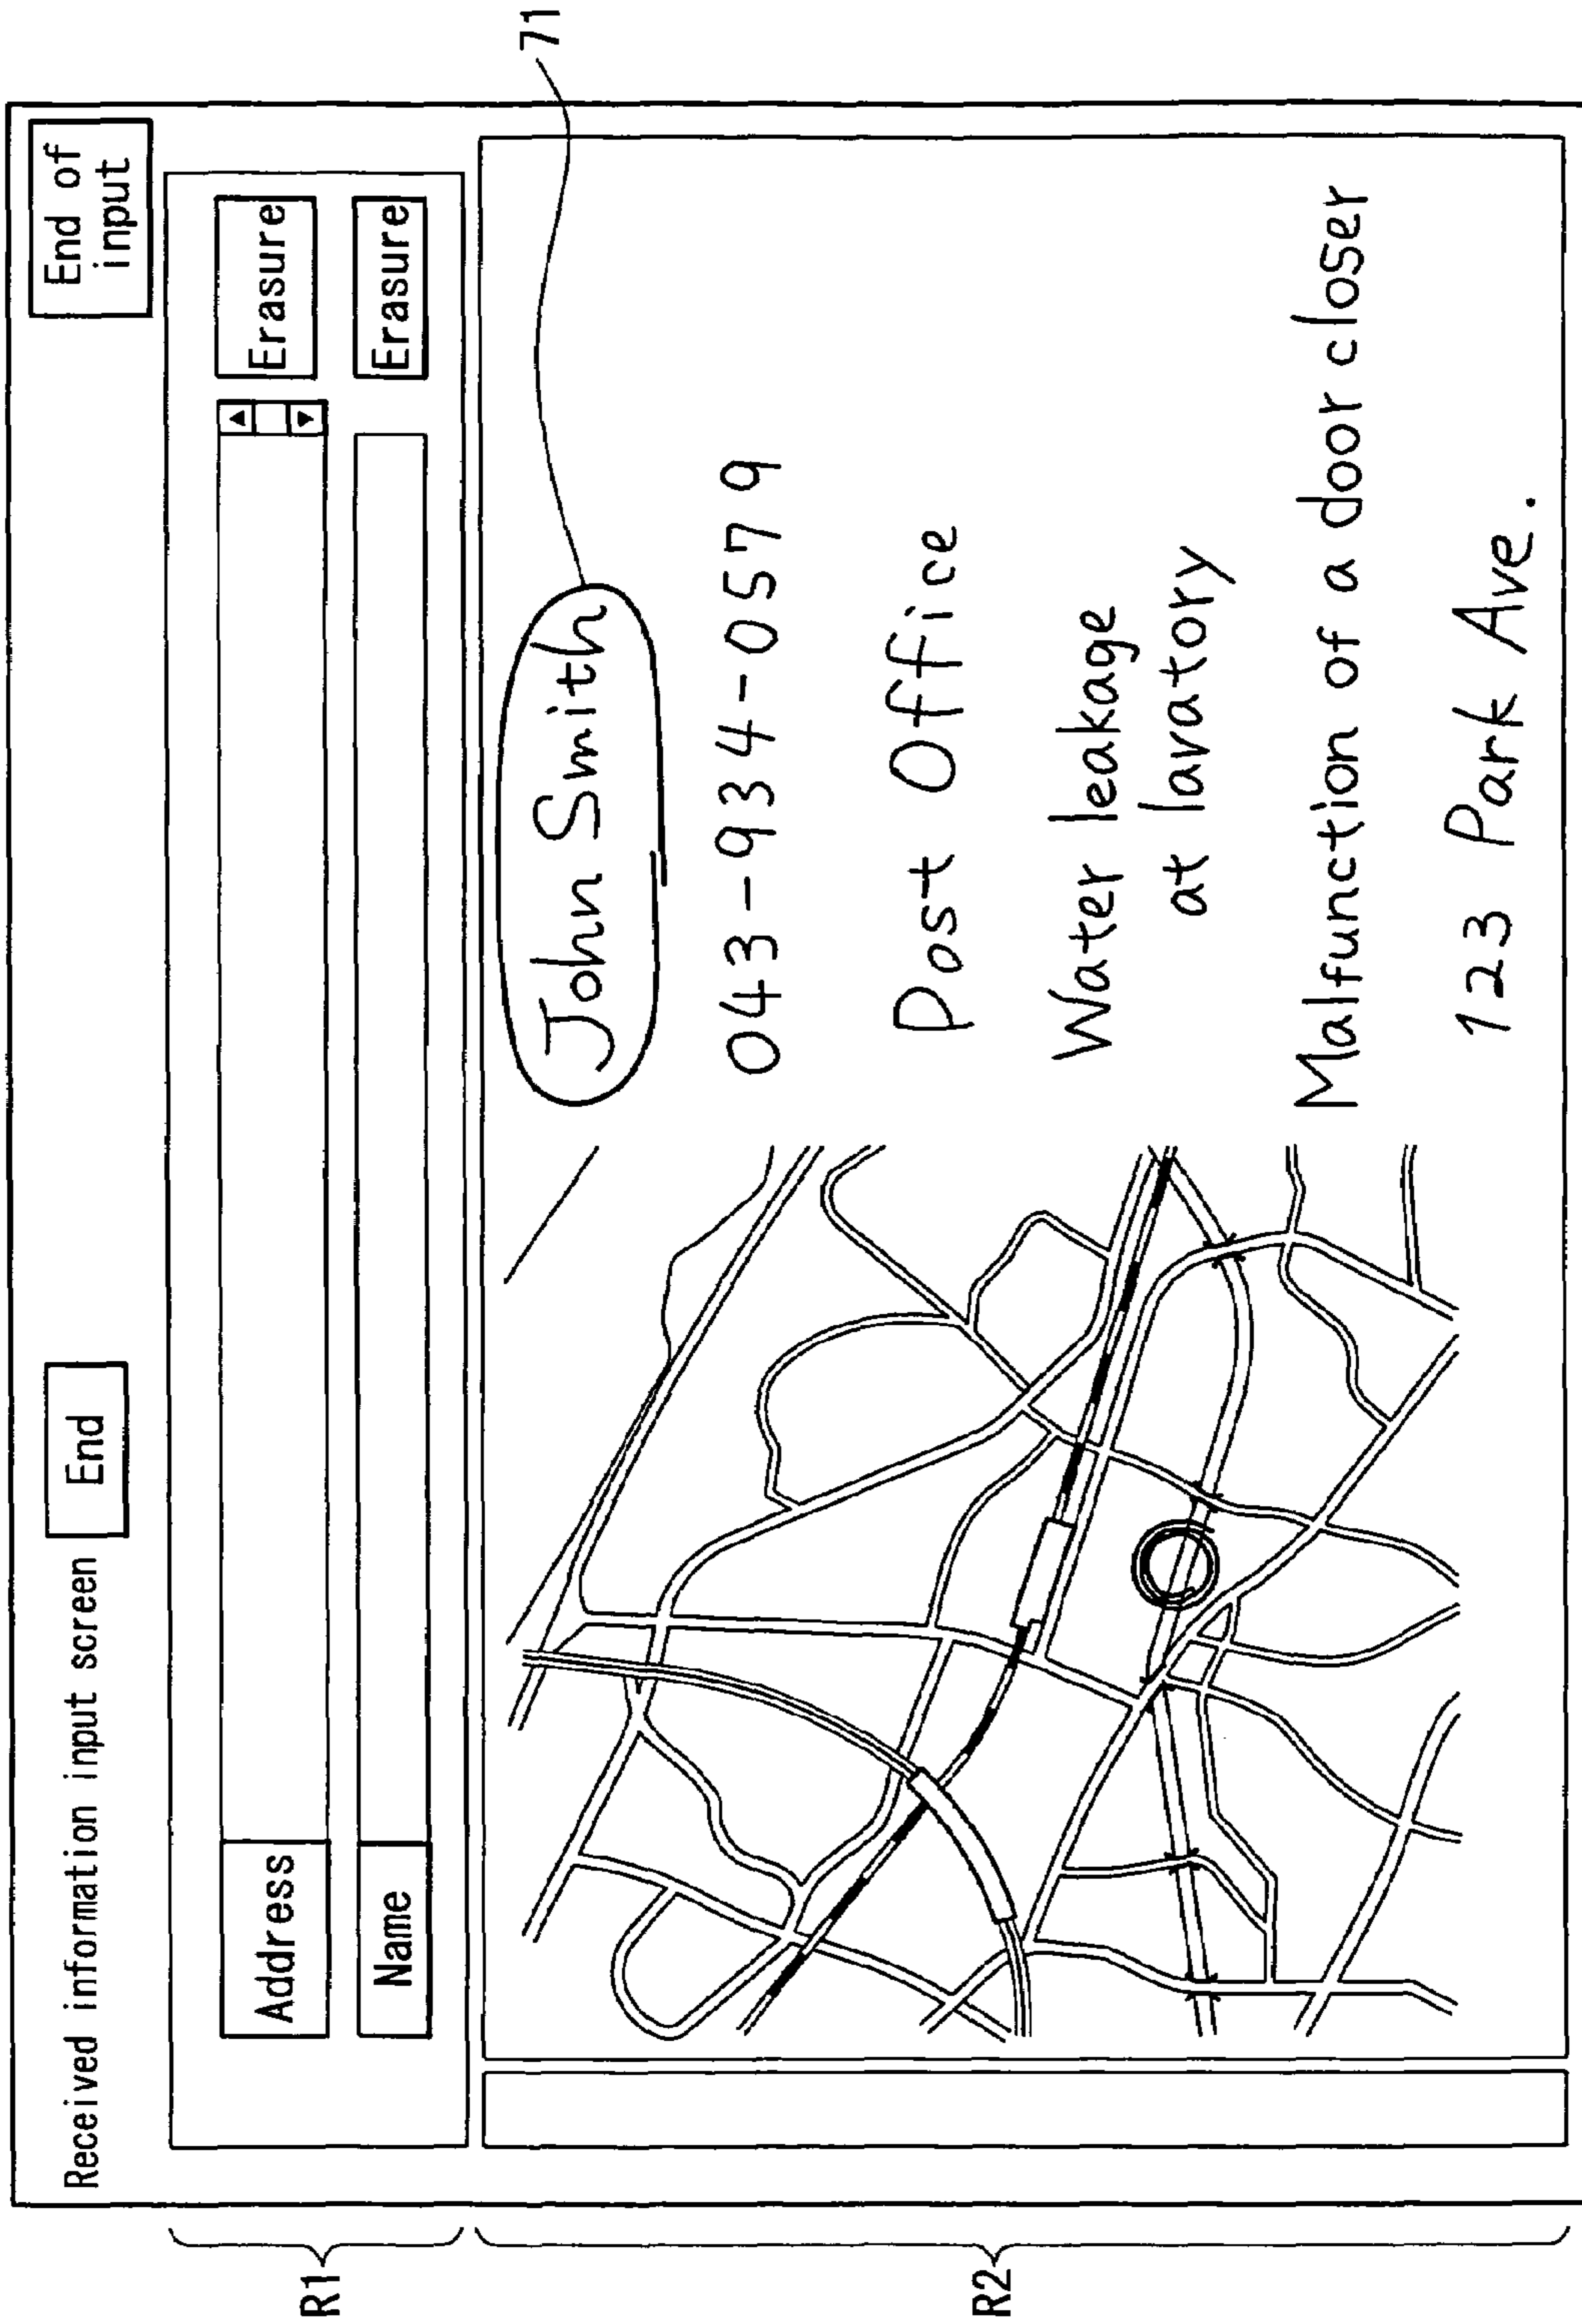 Received information input screen
End
End of
input
R1
Address
Erasure
Name
Erasure
R2
71
John Smith
043-934-0579
Post Office
Water leakage
at lavatory
Malfunction of a door closer
123 Park Ave.